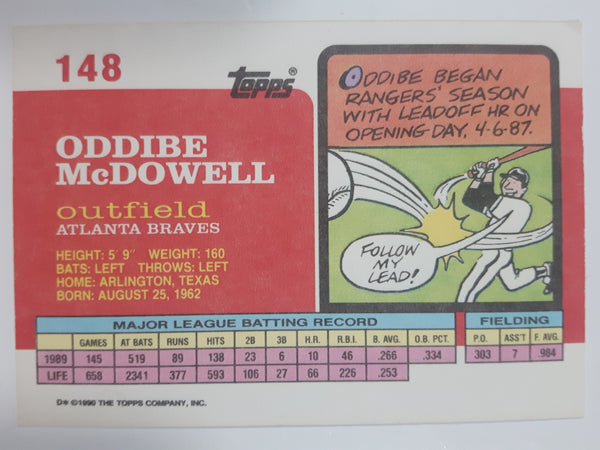 148
Topps®
ODDIBE BEGAN
RANGERS' SEASON
WITH LEADOFF HR ON
OPENING DAY, 4-6-87.
ODDIBE
McDOWELL
outfield
ATLANTA BRAVES
HEIGHT: 5' 9" WEIGHT: 160
BATS: LEFT THROWS: LEFT
HOME: ARLINGTON, TEXAS
BORN: AUGUST 25, 1962
FOLLOW
MY
LEAD!
MAJOR LEAGUE BATTING RECORD FIELDING
GAMES AT BATS RUNS HITS 2B 3B HR R.B.I. B. AVG. O.B. PCT. P.O. ASS'T F. AVG.
1989 145 519 89 138 23 6 10 46 .266 .334 303 7 .984
LIFE 658 2341 377 593 106 27 66 226 .253
D* ©1990 THE TOPPS COMPANY, INC.